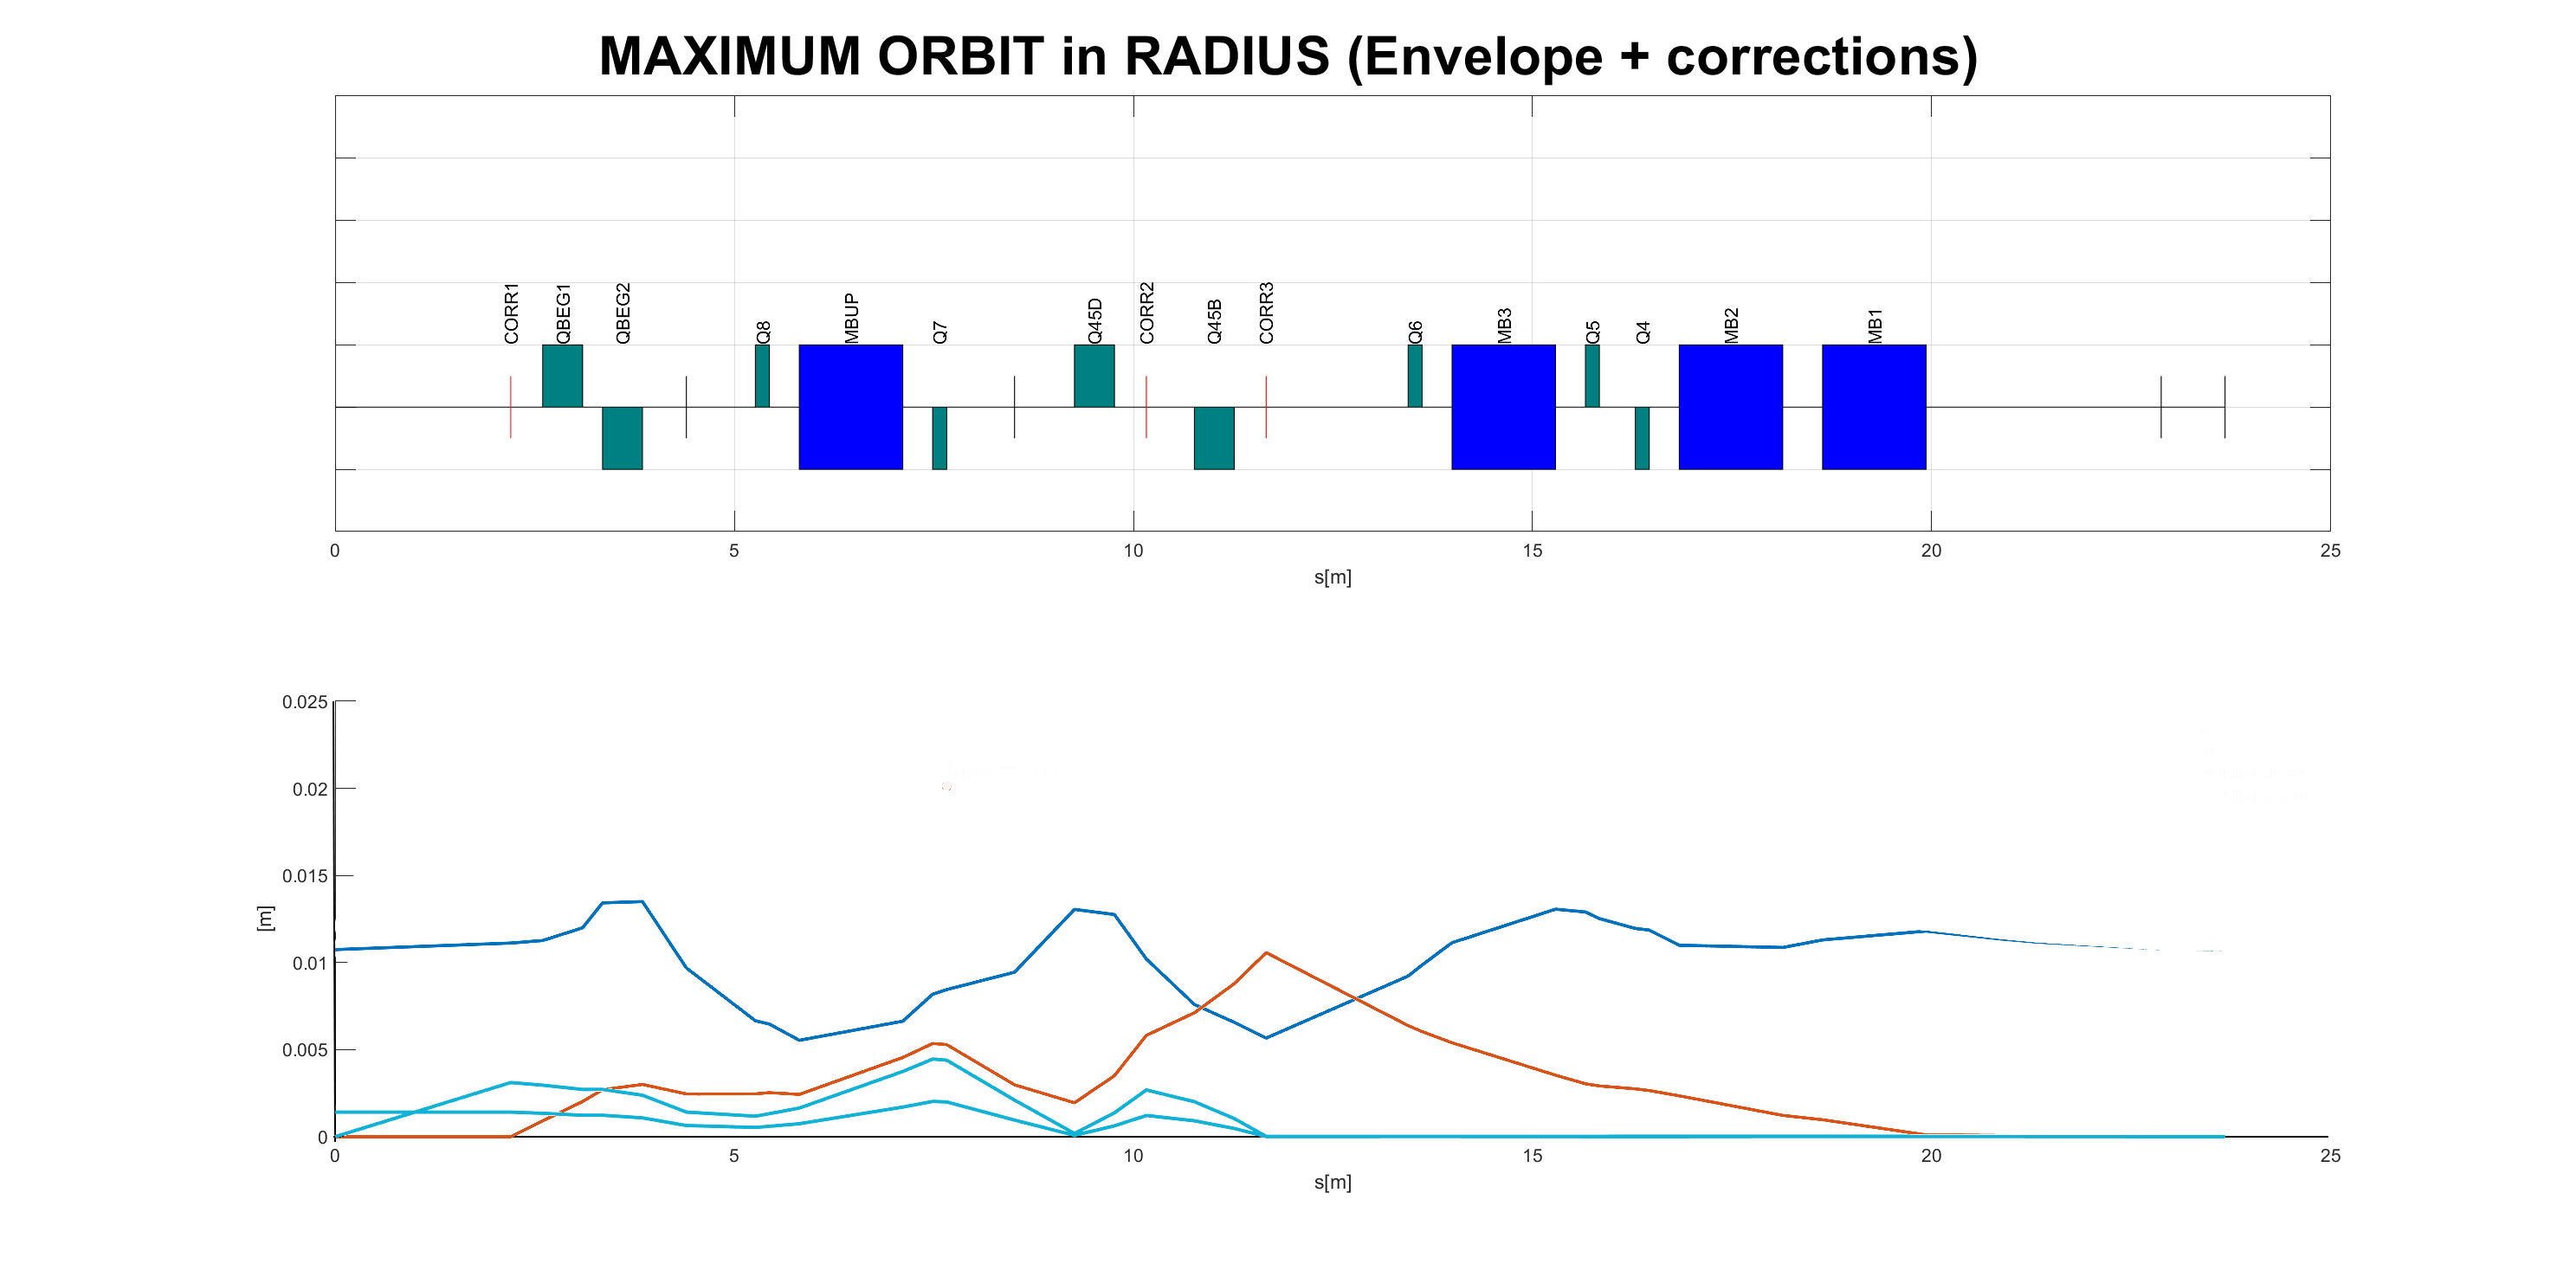 MAXIMUM ORBIT in RADIUS (Envelope + corrections)
CORR1
QBEG1
QBEG2
Q8
MBUP
Q7
Q45D
CORR2
Q45B
CORR3
Q6
MB3
Q5
Q4
MB2
MB1
0 5 10 15 20 25
s[m]
0.025
0.02
0.015
0.01
0.005
0
[m]
0 5 10 15 20 25
s[m]